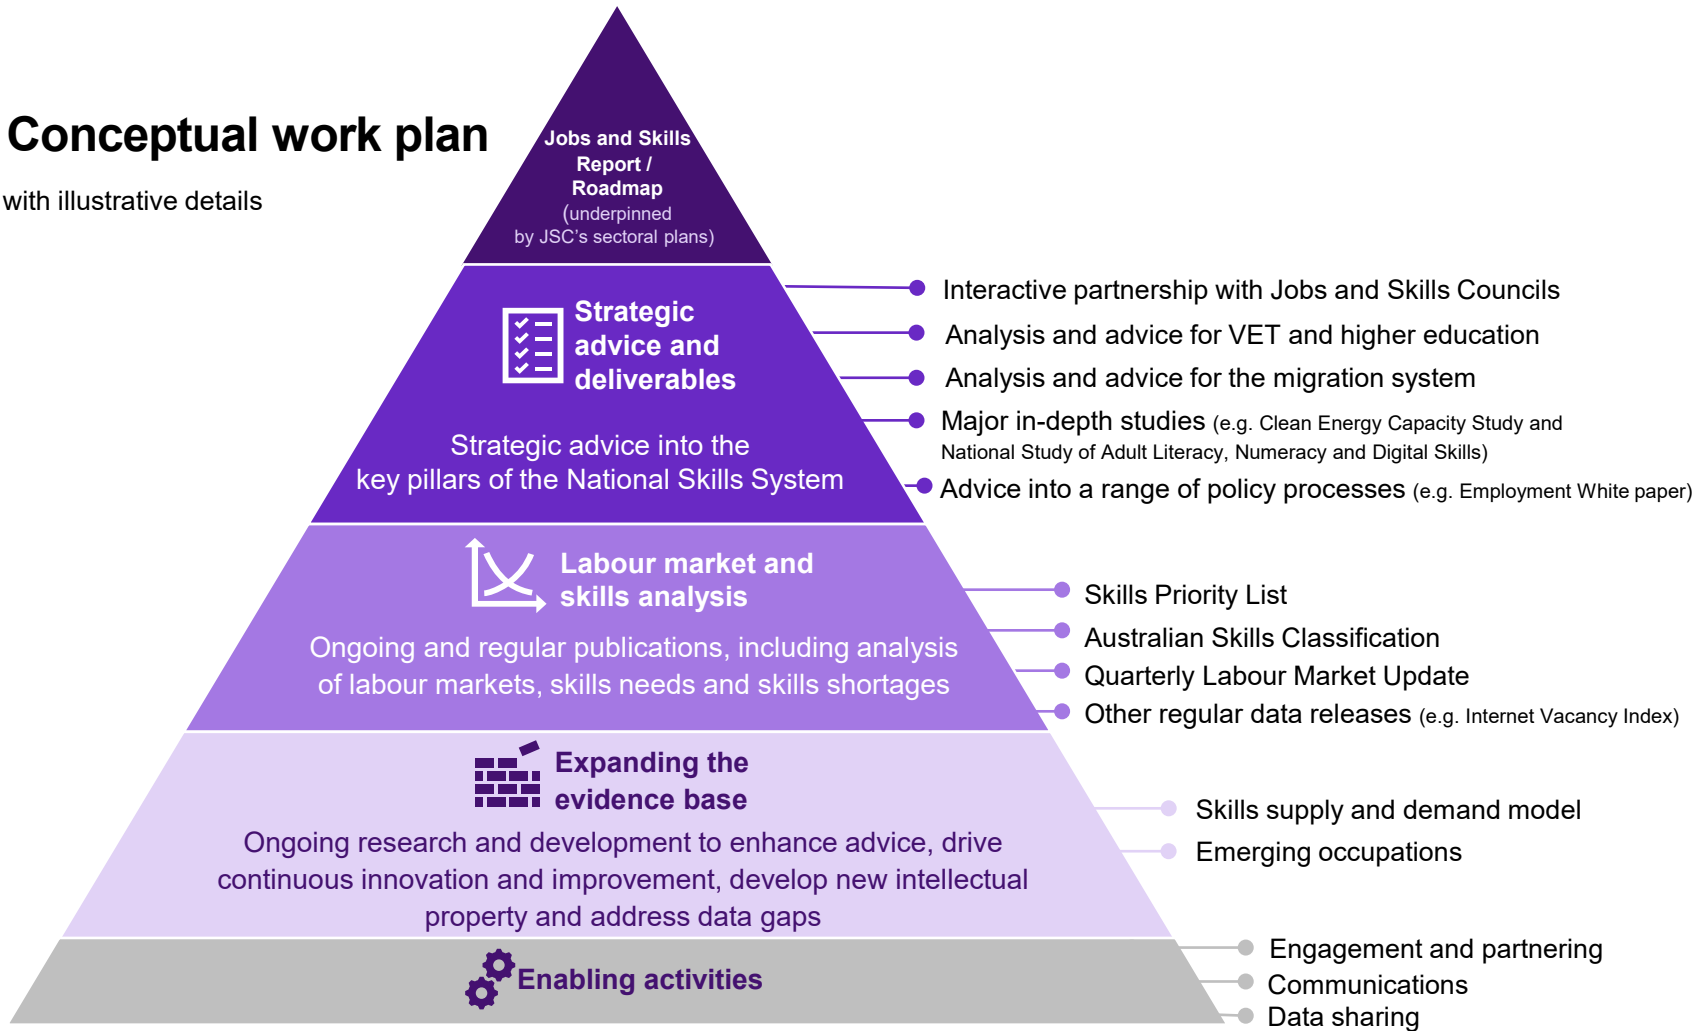 Conceptual work plan
with illustrative details
Jobs and Skills
Report /
Roadmap
(underpinned
by JSC’s sectoral plans)
Strategic
advice and
deliverables
Strategic advice into the
key pillars of the National Skills System
Interactive partnership with Jobs and Skills Councils
Analysis and advice for VET and higher education
Analysis and advice for the migration system
Major in-depth studies (e.g. Clean Energy Capacity Study and
National Study of Adult Literacy, Numeracy and Digital Skills)
Advice into a range of policy processes (e.g. Employment White paper)
Labour market and
skills analysis
Ongoing and regular publications, including analysis
of labour markets, skills needs and skills shortages
Skills Priority List
Australian Skills Classification
Quarterly Labour Market Update
Other regular data releases (e.g. Internet Vacancy Index)
Expanding the
evidence base
Ongoing research and development to enhance advice, drive
continuous innovation and improvement, develop new intellectual
property and address data gaps
Skills supply and demand model
Emerging occupations
Enabling activities
Engagement and partnering
Communications
Data sharing